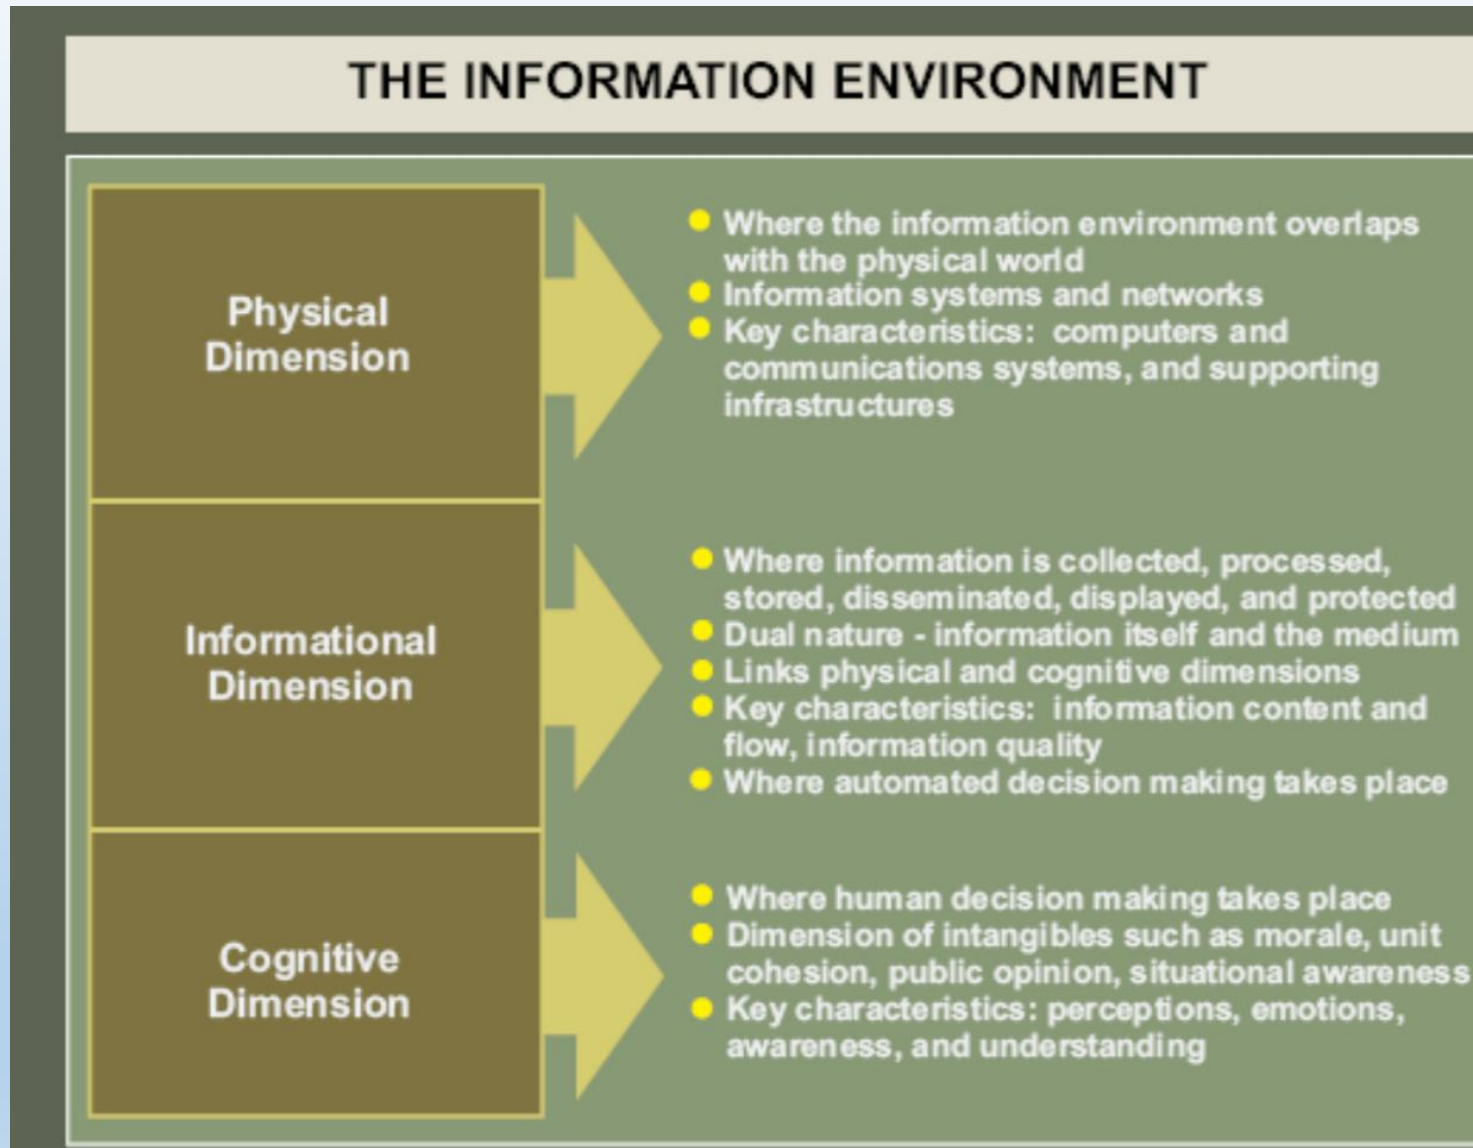 THE INFORMATION ENVIRONMENT
Physical
Dimension
● Where the information environment overlaps
with the physical world
● Information systems and networks
● Key characteristics: computers and
communications systems, and supporting
infrastructures
Informational
Dimension
● Where information is collected, processed,
stored, disseminated, displayed, and protected
● Dual nature - information itself and the medium
● Links physical and cognitive dimensions
● Key characteristics: information content and
flow, information quality
● Where automated decision making takes place
Cognitive
Dimension
● Where human decision making takes place
● Dimension of intangibles such as morale, unit
cohesion, public opinion, situational awareness
● Key characteristics: perceptions, emotions,
awareness, and understanding